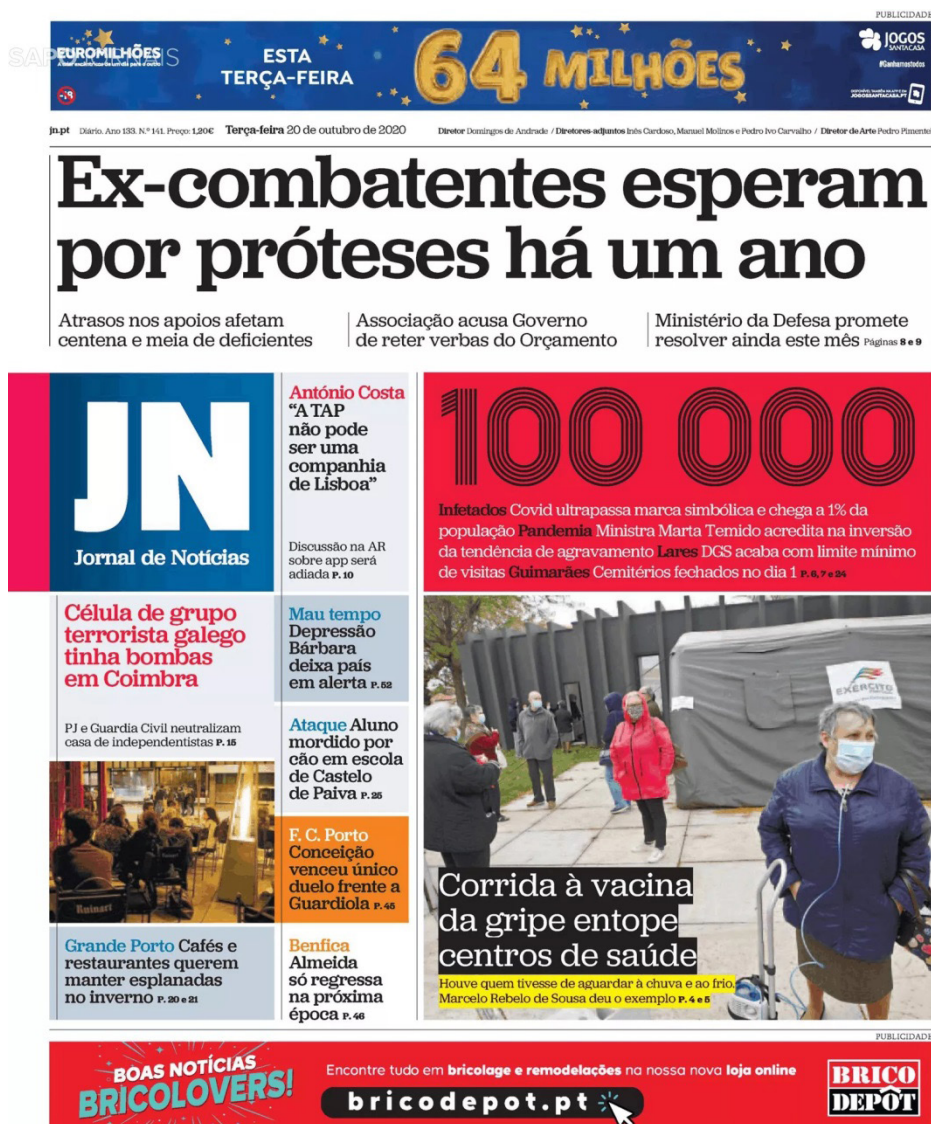 PUBLICIDADE
SAPO JORNAIS
EUROMILHÕES
ESTA
TERÇA-FEIRA
64 MILHÕES
JOGOS
SANTACASA
#Ganhamostodos
JOGOSSANTACASA.PT
-18
jn.pt Diário. Ano 133. N.º 141. Preço: 1,20€ Terça-feira 20 de outubro de 2020 Diretor Domingos de Andrade / Diretores-adjuntos Inês Cardoso, Manuel Molinos e Pedro Ivo Carvalho / Diretor de Arte Pedro Pimentel
Ex-combatentes esperam
por próteses há um ano
Atrasos nos apoios afetam
centena e meia de deficientes
Associação acusa Governo
de reter verbas do Orçamento
Ministério da Defesa promete
resolver ainda este mês Páginas 8 e 9
JN
Jornal de Notícias
António Costa
“A TAP
não pode
ser uma
companhia
de Lisboa”
Discussão na AR
sobre app será
adiada P. 10
100 000
Infetados Covid ultrapassa marca simbólica e chega a 1% da
população Pandemia Ministra Marta Temido acredita na inversão
da tendência de agravamento Lares DGS acaba com limite mínimo
de visitas Guimarães Cemitérios fechados no dia 1 P. 6, 7 e 24
Célula de grupo
terrorista galego
tinha bombas
em Coimbra
PJ e Guardia Civil neutralizam
casa de independentistas P. 15
Ruinart
Grande Porto Cafés e
restaurantes querem
manter esplanadas
no inverno P. 20 e 21
Mau tempo
Depressão
Bárbara
deixa país
em alerta P. 52
Ataque Aluno
mordido por
cão em escola
de Castelo
de Paiva P. 25
F. C. Porto
Conceição
venceu único
duelo frente a
Guardiola P. 45
Benfica
Almeida
só regressa
na próxima
época P. 46
EXÉRCITO
Corrida à vacina
da gripe entope
centros de saúde
Houve quem tivesse de aguardar à chuva e ao frio.
Marcelo Rebelo de Sousa deu o exemplo P. 4 e 5
PUBLICIDADE
BOAS NOTÍCIAS
BRICOLOVERS!
Encontre tudo em bricolage e remodelações na nossa nova loja online
bricodepot.pt
BRICO
DEPÔT